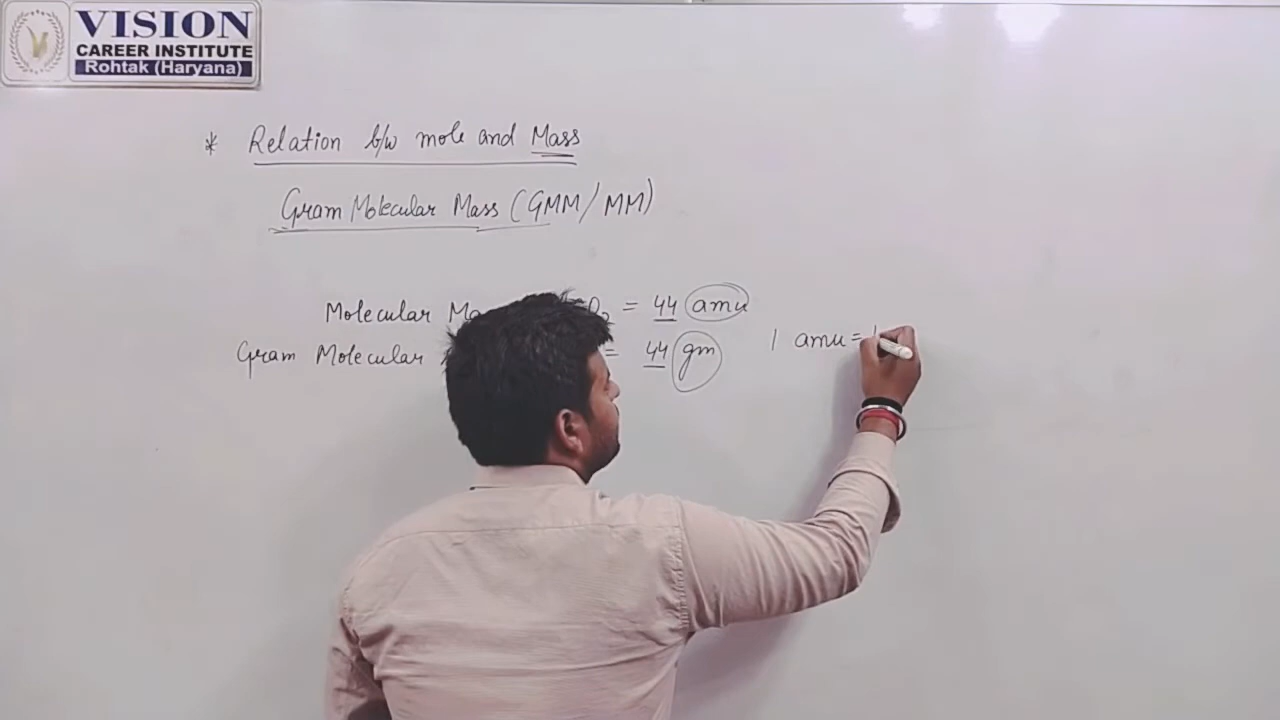 VISION
CAREER INSTITUTE
Rohtak (Haryana)
* Relation b/w mole and Mass
Gram Molecular Mass (GMM/MM)
Molecular = 44 amu
Gram Molecular = 44 gm
1 amu =